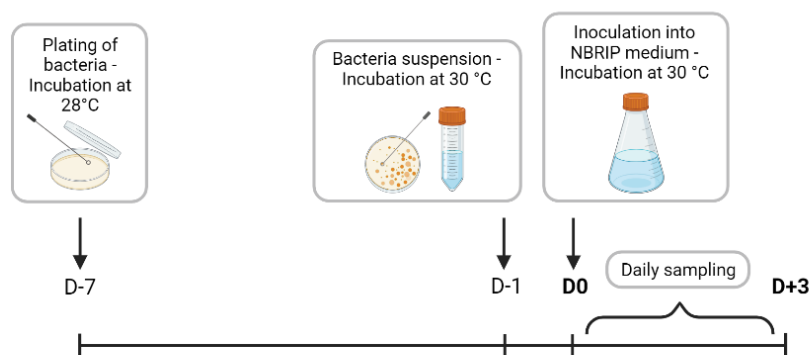 Plating of
bacteria -
Incubation at
28°C
Bacteria suspension -
Incubation at 30 °C
Inoculation into
NBRIP medium -
Incubation at 30 °C
D-7
D-1
D0
Daily sampling
D+3